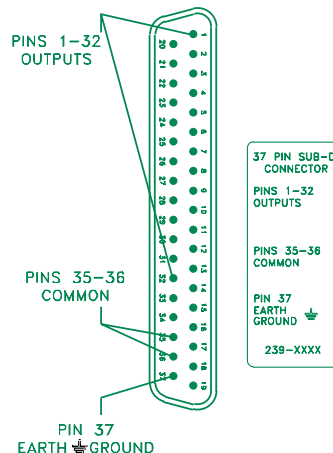 PINS 1-32
OUTPUTS
1
20
2
21
3
22
4
23
5
24
6
25
7
26
8
27
9
28
10
29
11
30
12
31
13
32
14
33
15
34
16
35
17
36
18
37
19
37 PIN SUB-D
CONNECTOR
PINS 1-32
OUTPUTS
PINS 35-36
COMMON
PIN 37
EARTH
GROUND
239-XXXX
PINS 35-36
COMMON
PIN 37
EARTH GROUND